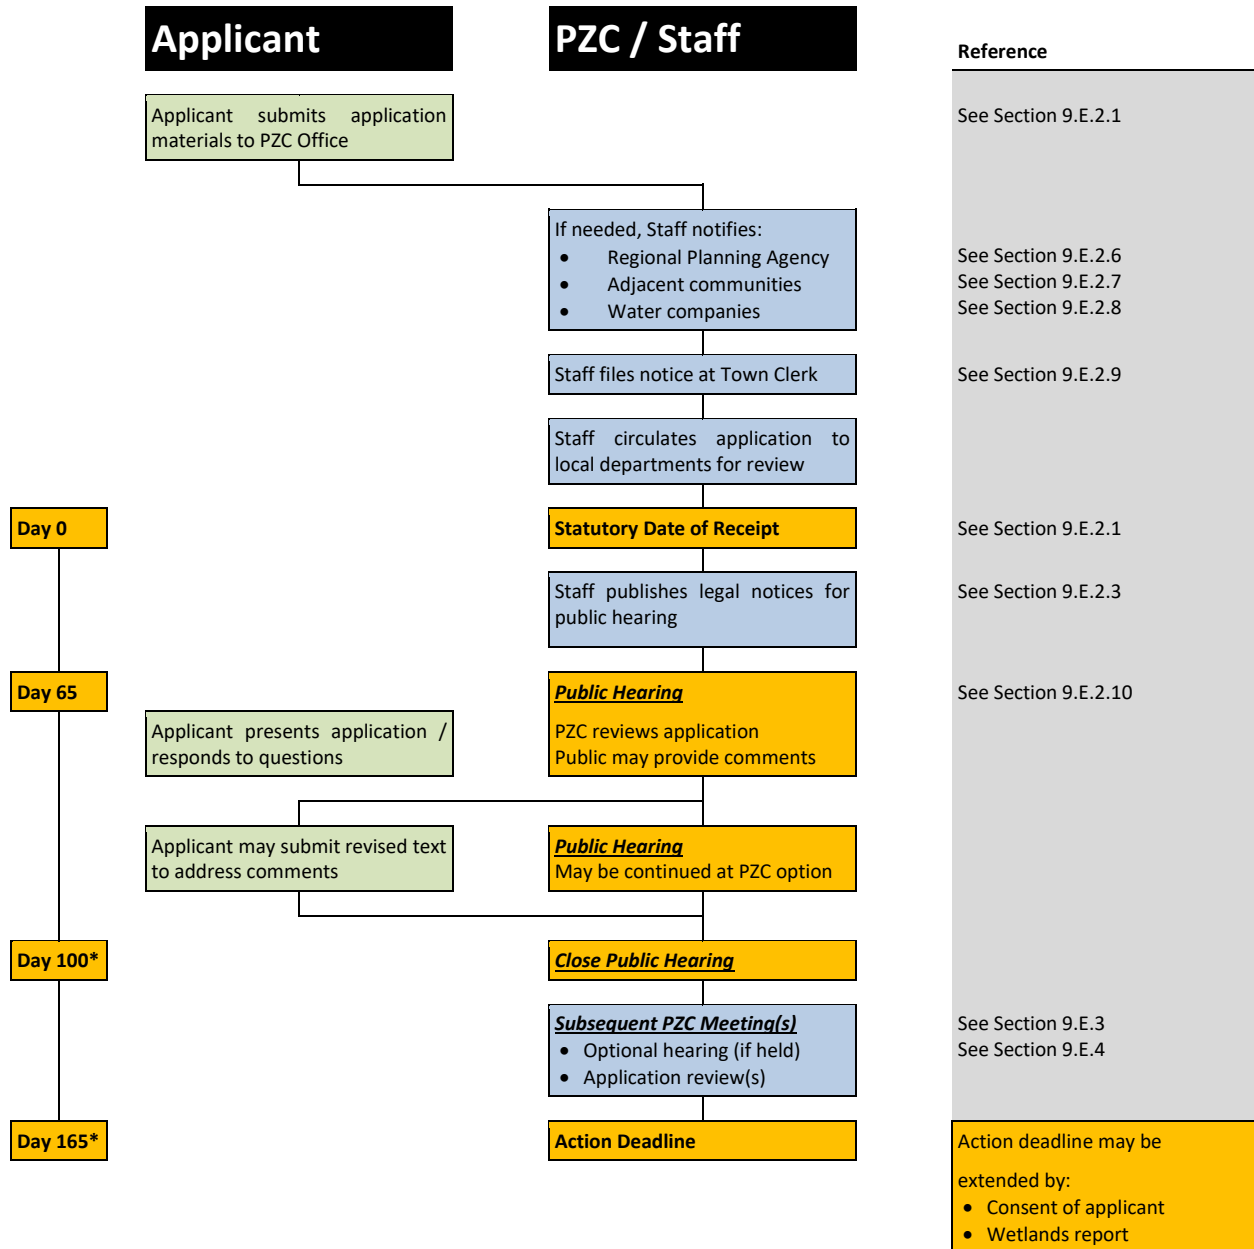 Applicant
PZC / Staff
Reference
Applicant submits application
materials to PZC Office
See Section 9.E.2.1
If needed, Staff notifies:
• Regional Planning Agency
• Adjacent communities
• Water companies
See Section 9.E.2.6
See Section 9.E.2.7
See Section 9.E.2.8
Staff files notice at Town Clerk
See Section 9.E.2.9
Staff circulates application to
local departments for review
Day 0
Statutory Date of Receipt
See Section 9.E.2.1
Staff publishes legal notices for
public hearing
See Section 9.E.2.3
Day 65
Public Hearing
See Section 9.E.2.10
Applicant presents application /
responds to questions
PZC reviews application
Public may provide comments
Applicant may submit revised text
to address comments
Public Hearing
May be continued at PZC option
Day 100*
Close Public Hearing
Subsequent PZC Meeting(s)
• Optional hearing (if held)
• Application review(s)
See Section 9.E.3
See Section 9.E.4
Day 165*
Action Deadline
Action deadline may be
extended by:
• Consent of applicant
• Wetlands report